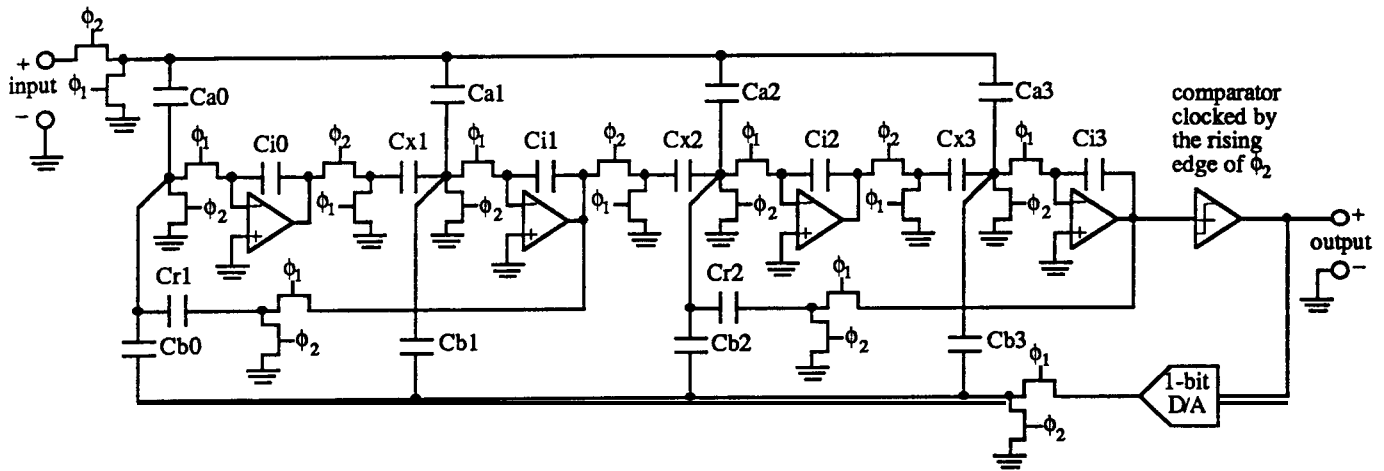 ϕ₂
+
input
ϕ₁
−
Ca0
Ca1
Ca2
Ca3
comparator
clocked by
the rising
edge of ϕ₂
ϕ₁
Ci0
ϕ₂
Cx1
ϕ₁
Ci1
ϕ₂
Cx2
ϕ₁
Ci2
ϕ₂
Cx3
ϕ₁
Ci3
ϕ₂
−
+
ϕ₁
ϕ₂
−
+
ϕ₁
ϕ₂
−
+
ϕ₁
ϕ₂
−
+
+
output
−
Cr1
ϕ₁
ϕ₂
Cr2
ϕ₁
ϕ₂
Cb0
Cb1
Cb2
Cb3
ϕ₁
1-bit
D/A
ϕ₂